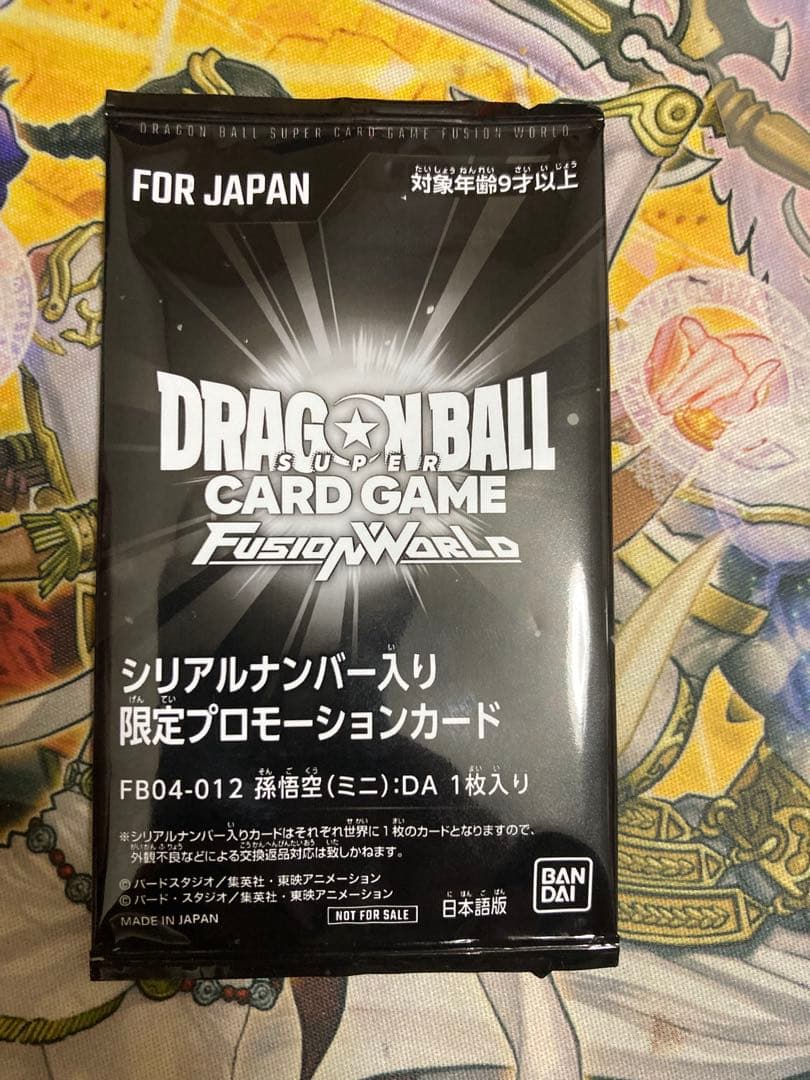 DRAGON BALL SUPER CARD GAME FUSION WORLD
FOR JAPAN
対象年齢9才以上
DRAGON BALL
SUPER
CARD GAME
FUSION WORLD
シリアルナンバー入り
限定プロモーションカード
FB04-012 孫悟空(ミニ):DA 1枚入り
※シリアルナンバー入りカードはそれぞれ世界に1枚のカードとなりますので、
外観不良などによる交換返品対応は致しかねます。
©バードスタジオ/集英社・東映アニメーション
©バード・スタジオ/集英社・東映アニメーション
MADE IN JAPAN
NOT FOR SALE
日本語版
BAN
DAI